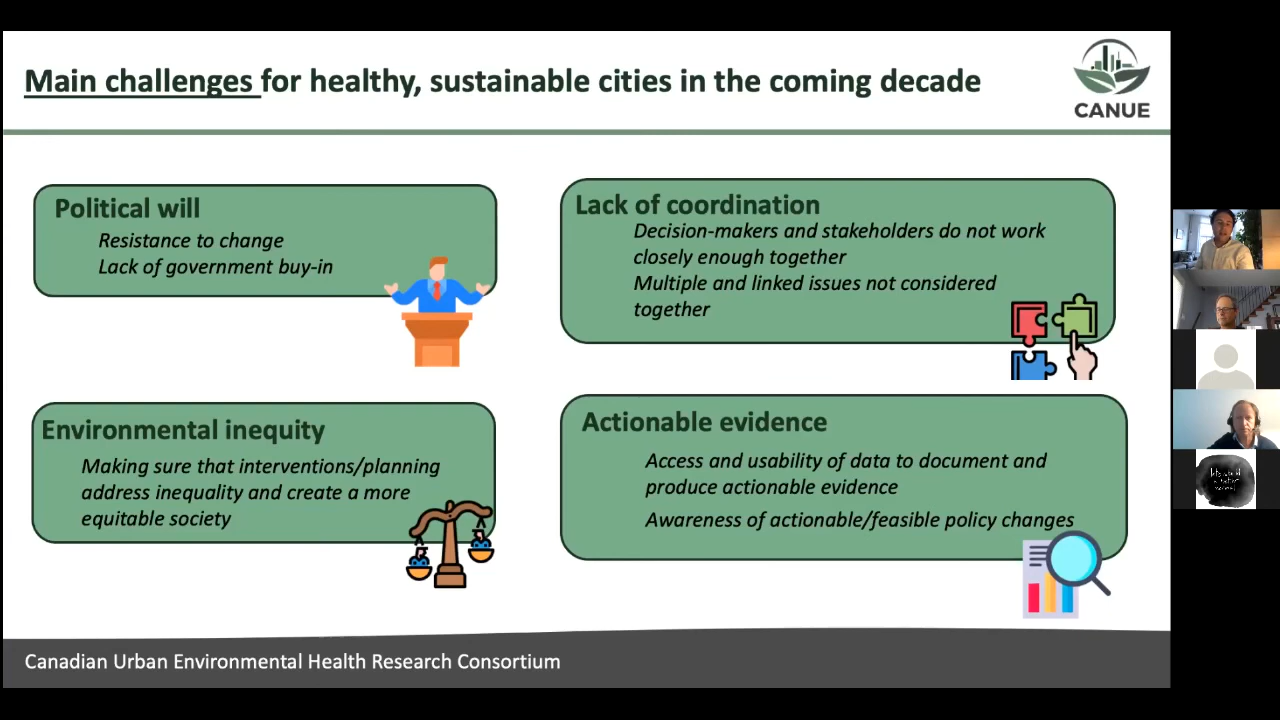 Main challenges for healthy, sustainable cities in the coming decade
CANUE
Political will
Resistance to change
Lack of government buy-in
Lack of coordination
Decision-makers and stakeholders do not work
closely enough together
Multiple and linked issues not considered
together
Environmental inequity
Making sure that interventions/planning
address inequality and create a more
equitable society
Actionable evidence
Access and usability of data to document and
produce actionable evidence
Awareness of actionable/feasible policy changes
Canadian Urban Environmental Health Research Consortium